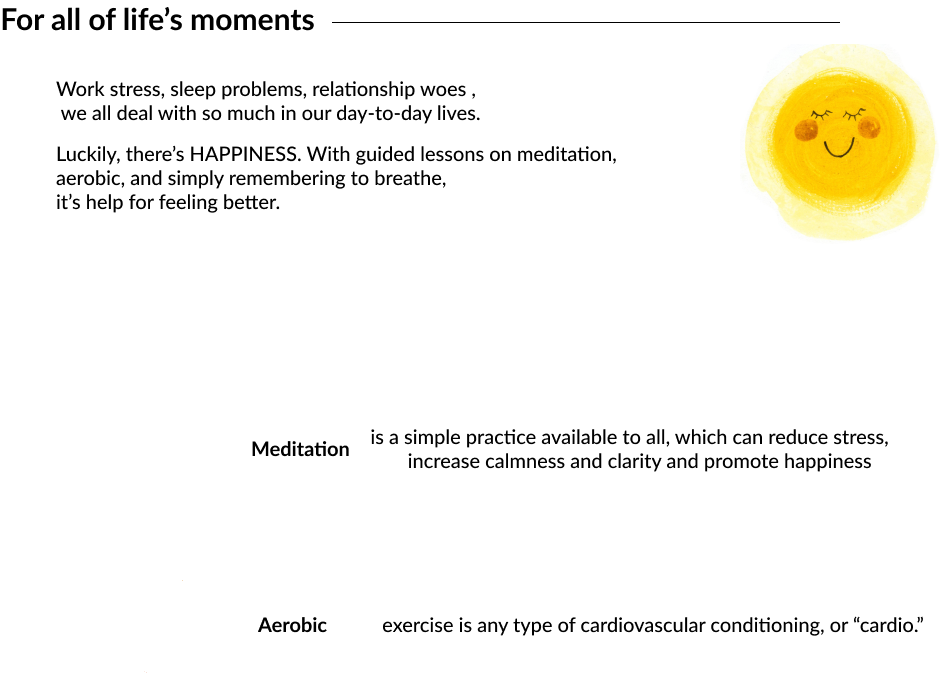 For all of life’s moments
Work stress, sleep problems, relationship woes ,
we all deal with so much in our day-to-day lives.
Luckily, there’s HAPPINESS. With guided lessons on meditation,
aerobic, and simply remembering to breathe,
it’s help for feeling better.
Meditation is a simple practice available to all, which can reduce stress,
increase calmness and clarity and promote happiness
Aerobic exercise is any type of cardiovascular conditioning, or “cardio.”